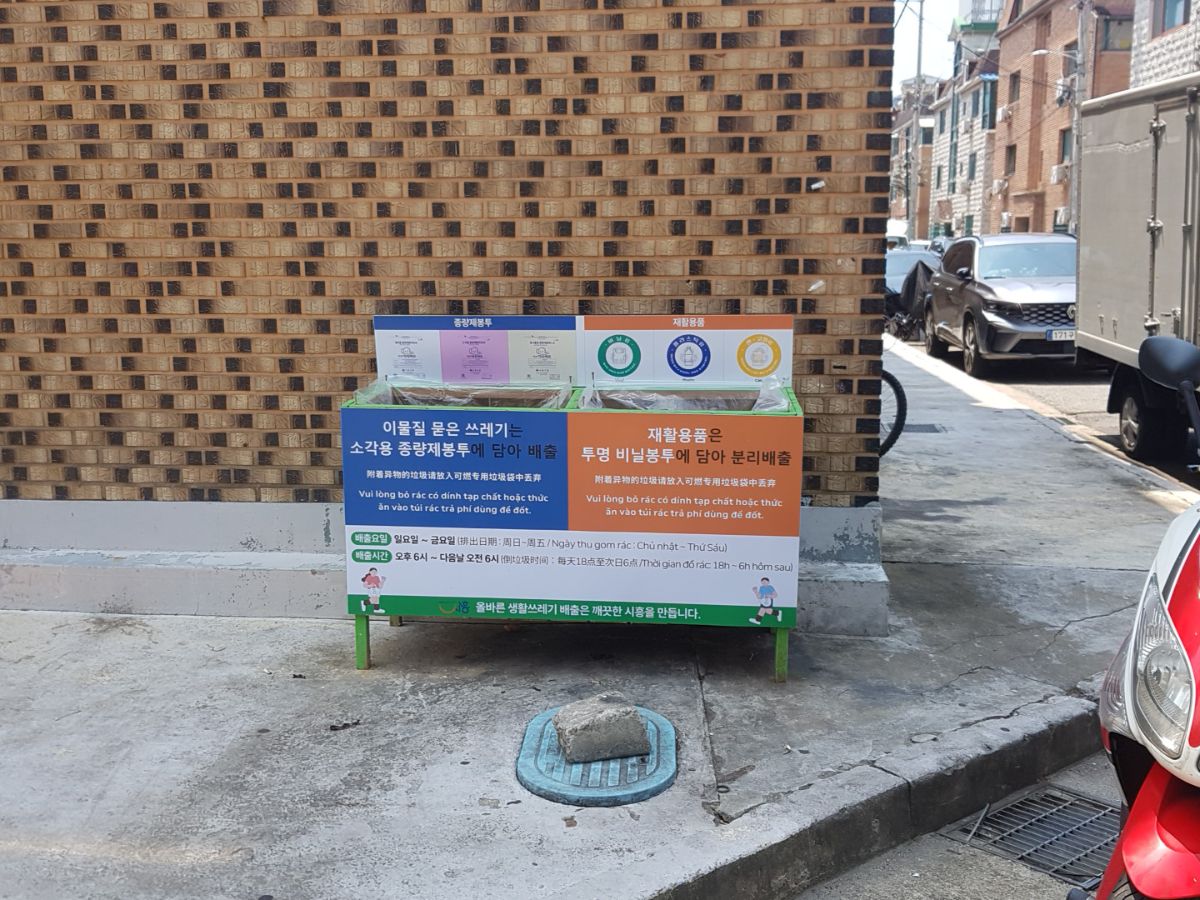 종량제봉투
재활용품
이물질 묻은 쓰레기는
소각용 종량제봉투에 담아 배출
附着异物的垃圾请放入可燃专用垃圾袋中丢弃
Vui lòng bỏ rác có dính tạp chất hoặc thức
ăn vào túi rác trả phí dùng để đốt.
재활용품은
투명 비닐봉투에 담아 분리배출
附着异物的垃圾请放入可燃专用垃圾袋中丢弃
Vui lòng bỏ rác có dính tạp chất hoặc thức
ăn vào túi rác trả phí dùng để đốt.
배출요일 일요일 ~ 금요일 (排出日期 : 周日~周五 / Ngày thu gom rác : Chủ nhật ~ Thứ Sáu)
배출시간 오후 6시 ~ 다음날 오전 6시 (倒垃圾时间 : 每天18点至次日6点 /Thời gian đổ rác: 18h ~ 6h hôm sau)
올바른 생활쓰레기 배출은 깨끗한 시흥을 만듭니다.